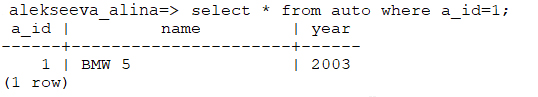 alekseeva_alina=> select * from auto where a_id=1;
a_id |          name          | year
------+------------------------+------
    1 | BMW 5                  | 2003
(1 row)